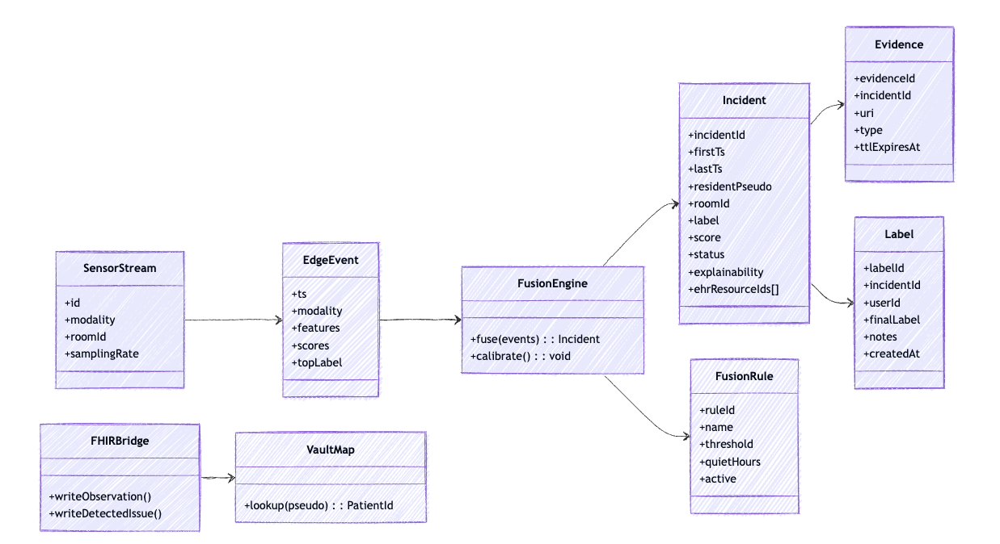 SensorStream
+id
+modality
+roomId
+samplingRate
EdgeEvent
+ts
+modality
+features
+scores
+topLabel
FusionEngine
+fuse(events) : : Incident
+calibrate() : : void
Incident
+incidentId
+firstTs
+lastTs
+residentPseudo
+roomId
+label
+score
+status
+explainability
+ehrResourceIds[]
Evidence
+evidenceId
+incidentId
+uri
+type
+ttlExpiresAt
Label
+labelId
+incidentId
+userId
+finalLabel
+notes
+createdAt
FusionRule
+ruleId
+name
+threshold
+quietHours
+active
FHIRBridge
+writeObservation()
+writeDetectedIssue()
VaultMap
+lookup(pseudo) : : PatientId